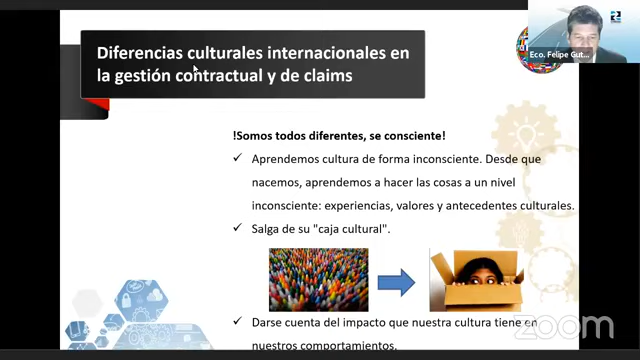 Diferencias culturales internacionales en
la gestión contractual y de claims
Eco. Felipe Gut...
!Somos todos diferentes, se consciente!
✓ Aprendemos cultura de forma inconsciente. Desde que
nacemos, aprendemos a hacer las cosas a un nivel
inconsciente: experiencias, valores y antecedentes culturales.
✓ Salga de su "caja cultural".
✓ Darse cuenta del impacto que nuestra cultura tiene en
nuestros comportamientos.
zoom